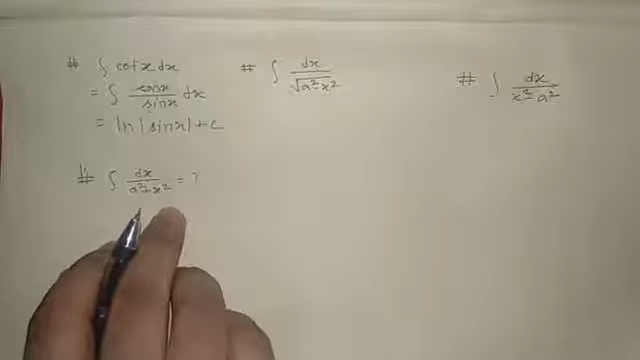 # ∫ cotx dx
= ∫ cosx/sinx dx
= ln|sinx| + c
# ∫ dx/(a²-x²) = ?
# ∫ dx/√(a²-x²)
# ∫ dx/(x²-a²)